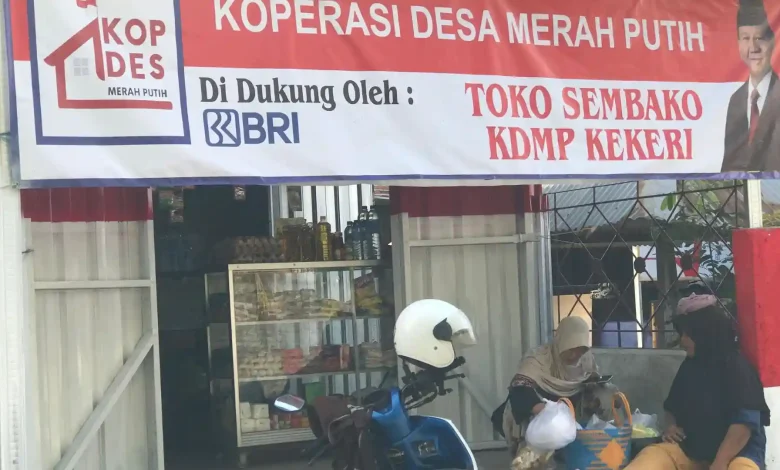 KOPERASI DESA MERAH PUTIH
KOP
DES
MERAH PUTIH
Di Dukung Oleh :
BRI
TOKO SEMBAKO
KDMP KEKERI